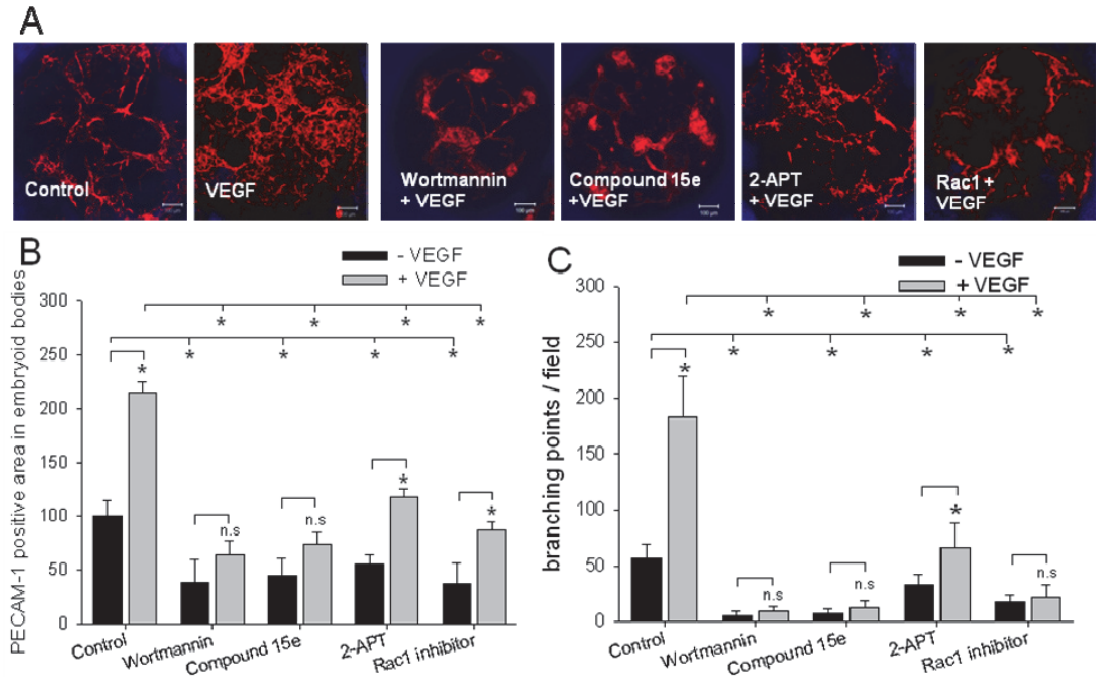 A
Control
VEGF
Wortmannin
+ VEGF
Compound 15e
+VEGF
2-APT
+ VEGF
Rac1 +
VEGF
B
- VEGF
+ VEGF
PECAM-1 positive area in embryoid bodies
300
250
200
150
100
50
0
* * * *
* * * *
*
n.s
n.s
*
*
Control
Wortmannin
Compound 15e
2-APT
Rac1 inhibitor
C
- VEGF
+ VEGF
branching points / field
300
250
200
150
100
50
0
* * * *
* * * *
*
n.s
n.s
*
n.s
Control
Wortmannin
Compound 15e
2-APT
Rac1 inhibitor